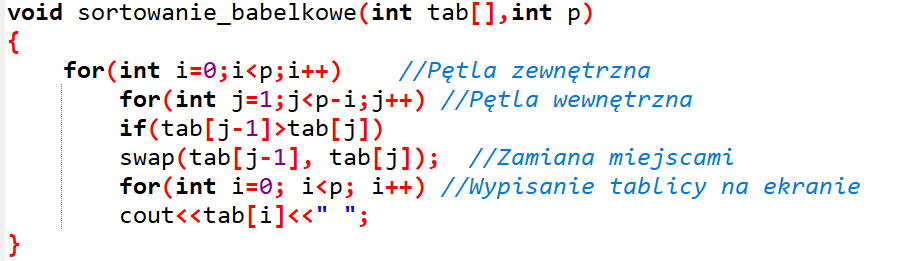 void sortowanie_babelkowe(int tab[],int p)
{
for(int i=0;i<p;i++) //Pętla zewnętrzna
for(int j=1;j<p-i;j++) //Pętla wewnętrzna
if(tab[j-1]>tab[j])
swap(tab[j-1], tab[j]); //Zamiana miejscami
for(int i=0; i<p; i++) //Wypisanie tablicy na ekranie
cout<<tab[i]<<" ";
}